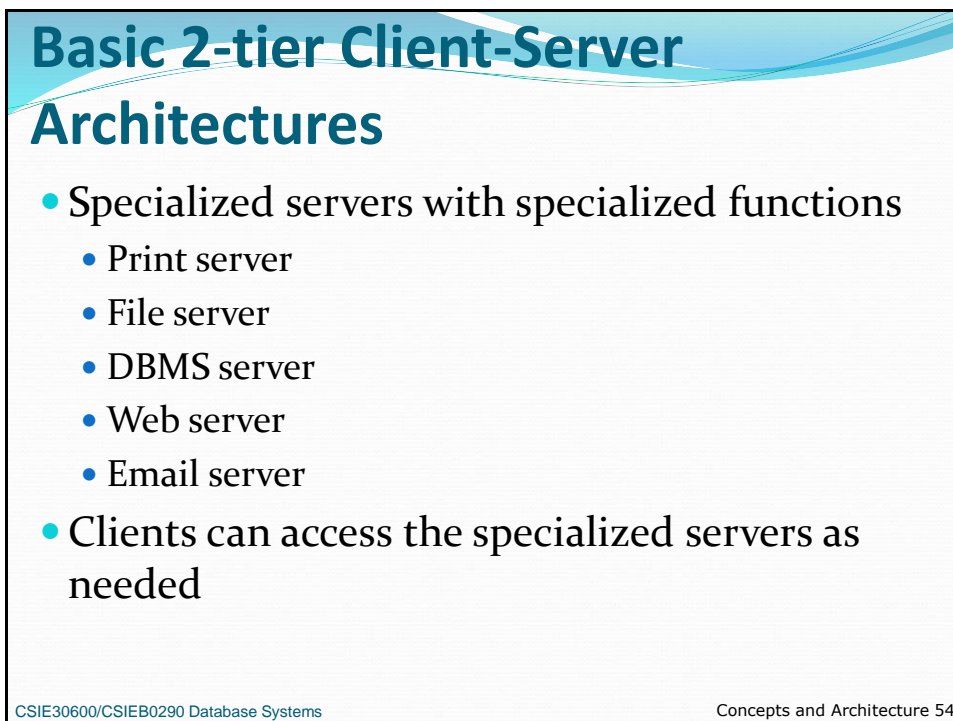 Basic 2-tier Client-Server
Architectures
• Specialized servers with specialized functions
• Print server
• File server
• DBMS server
• Web server
• Email server
• Clients can access the specialized servers as
needed
CSIE30600/CSIEB0290 Database Systems
Concepts and Architecture 54